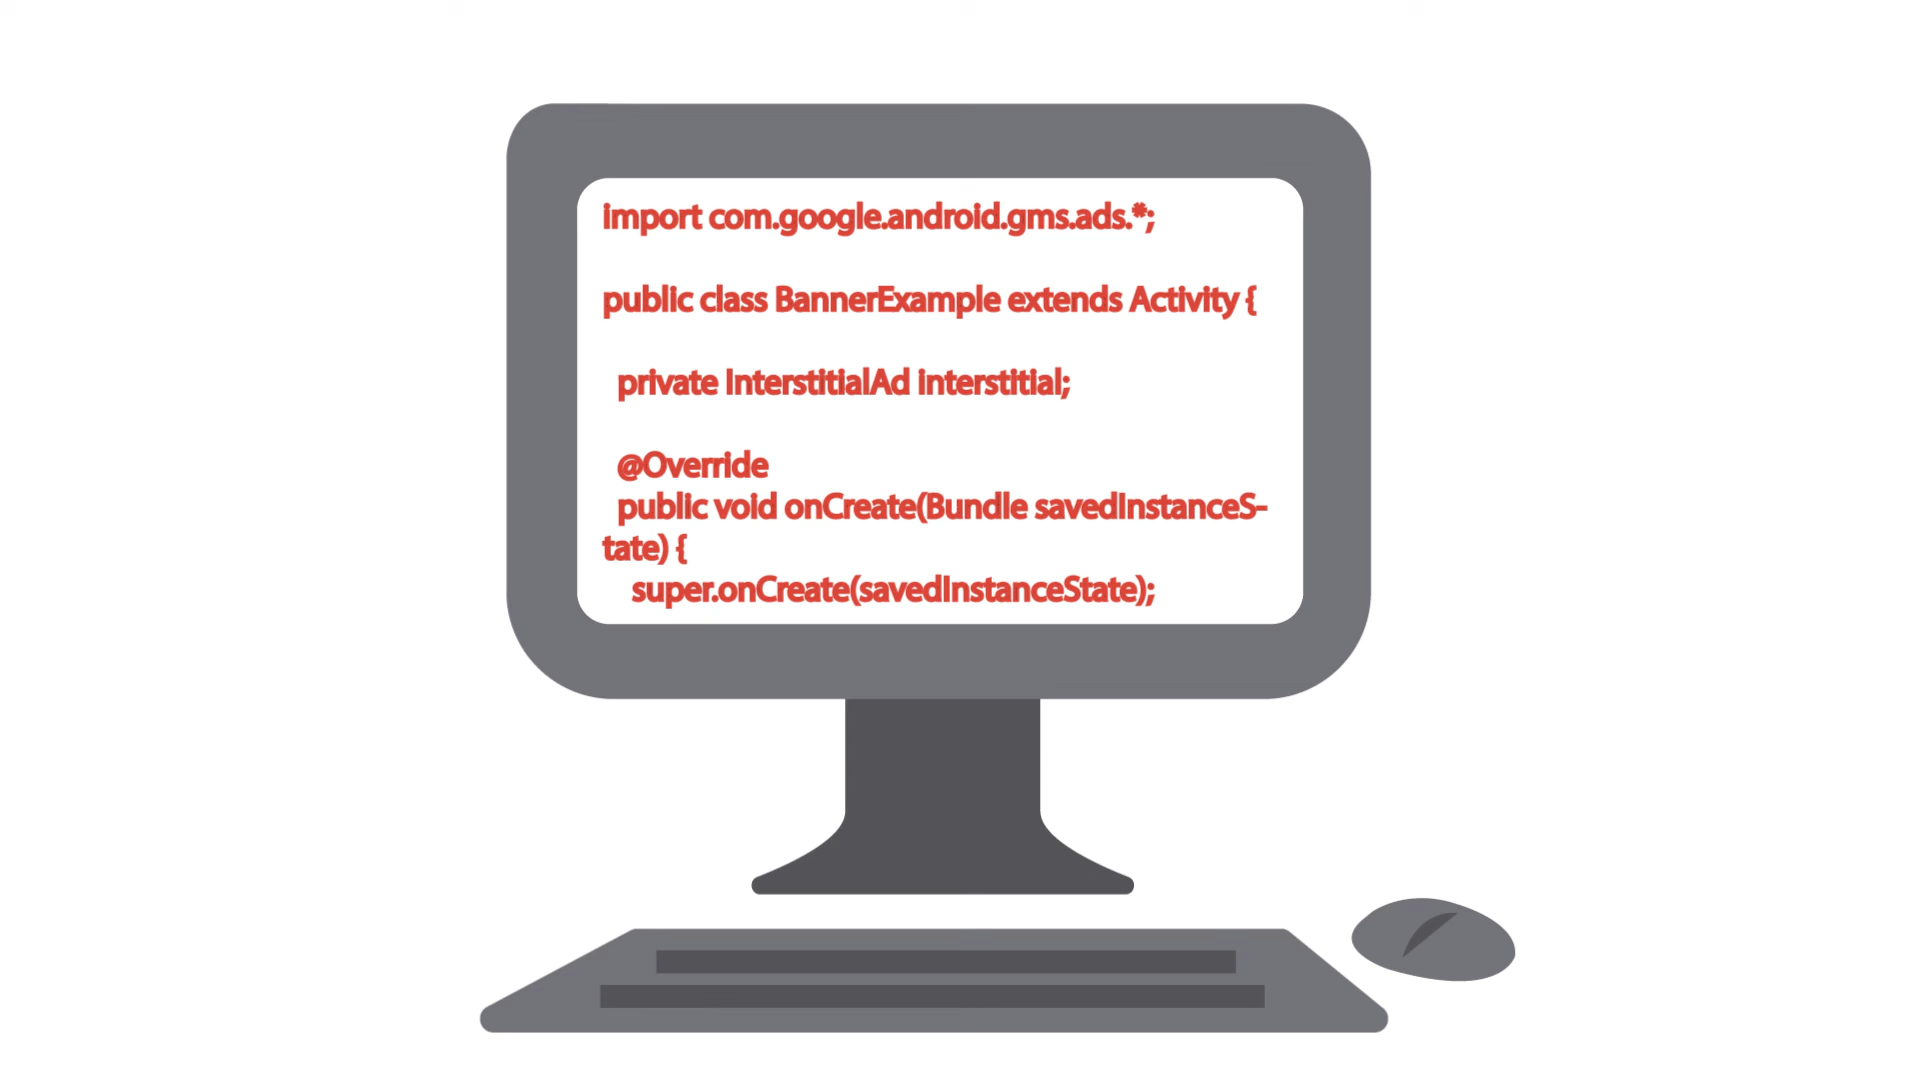 import com.google.android.gms.ads.*;
public class BannerExample extends Activity {
private InterstitialAd interstitial;
@Override
public void onCreate(Bundle savedInstanceS-
tate) {
super.onCreate(savedInstanceState);